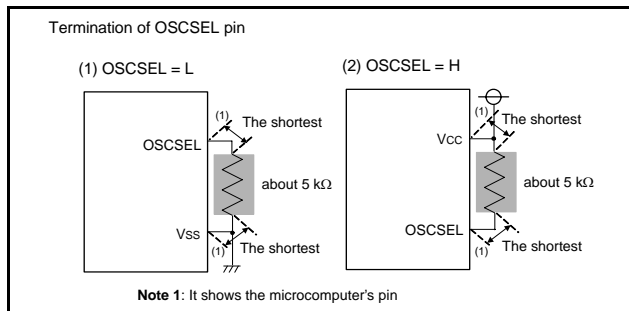 Termination of OSCSEL pin
(1) OSCSEL = L
(2) OSCSEL = H
(1)
The shortest
OSCSEL
about 5 kΩ
Vss
(1)
The shortest
(1)
The shortest
Vcc
about 5 kΩ
OSCSEL
(1)
The shortest
Note 1: It shows the microcomputer's pin